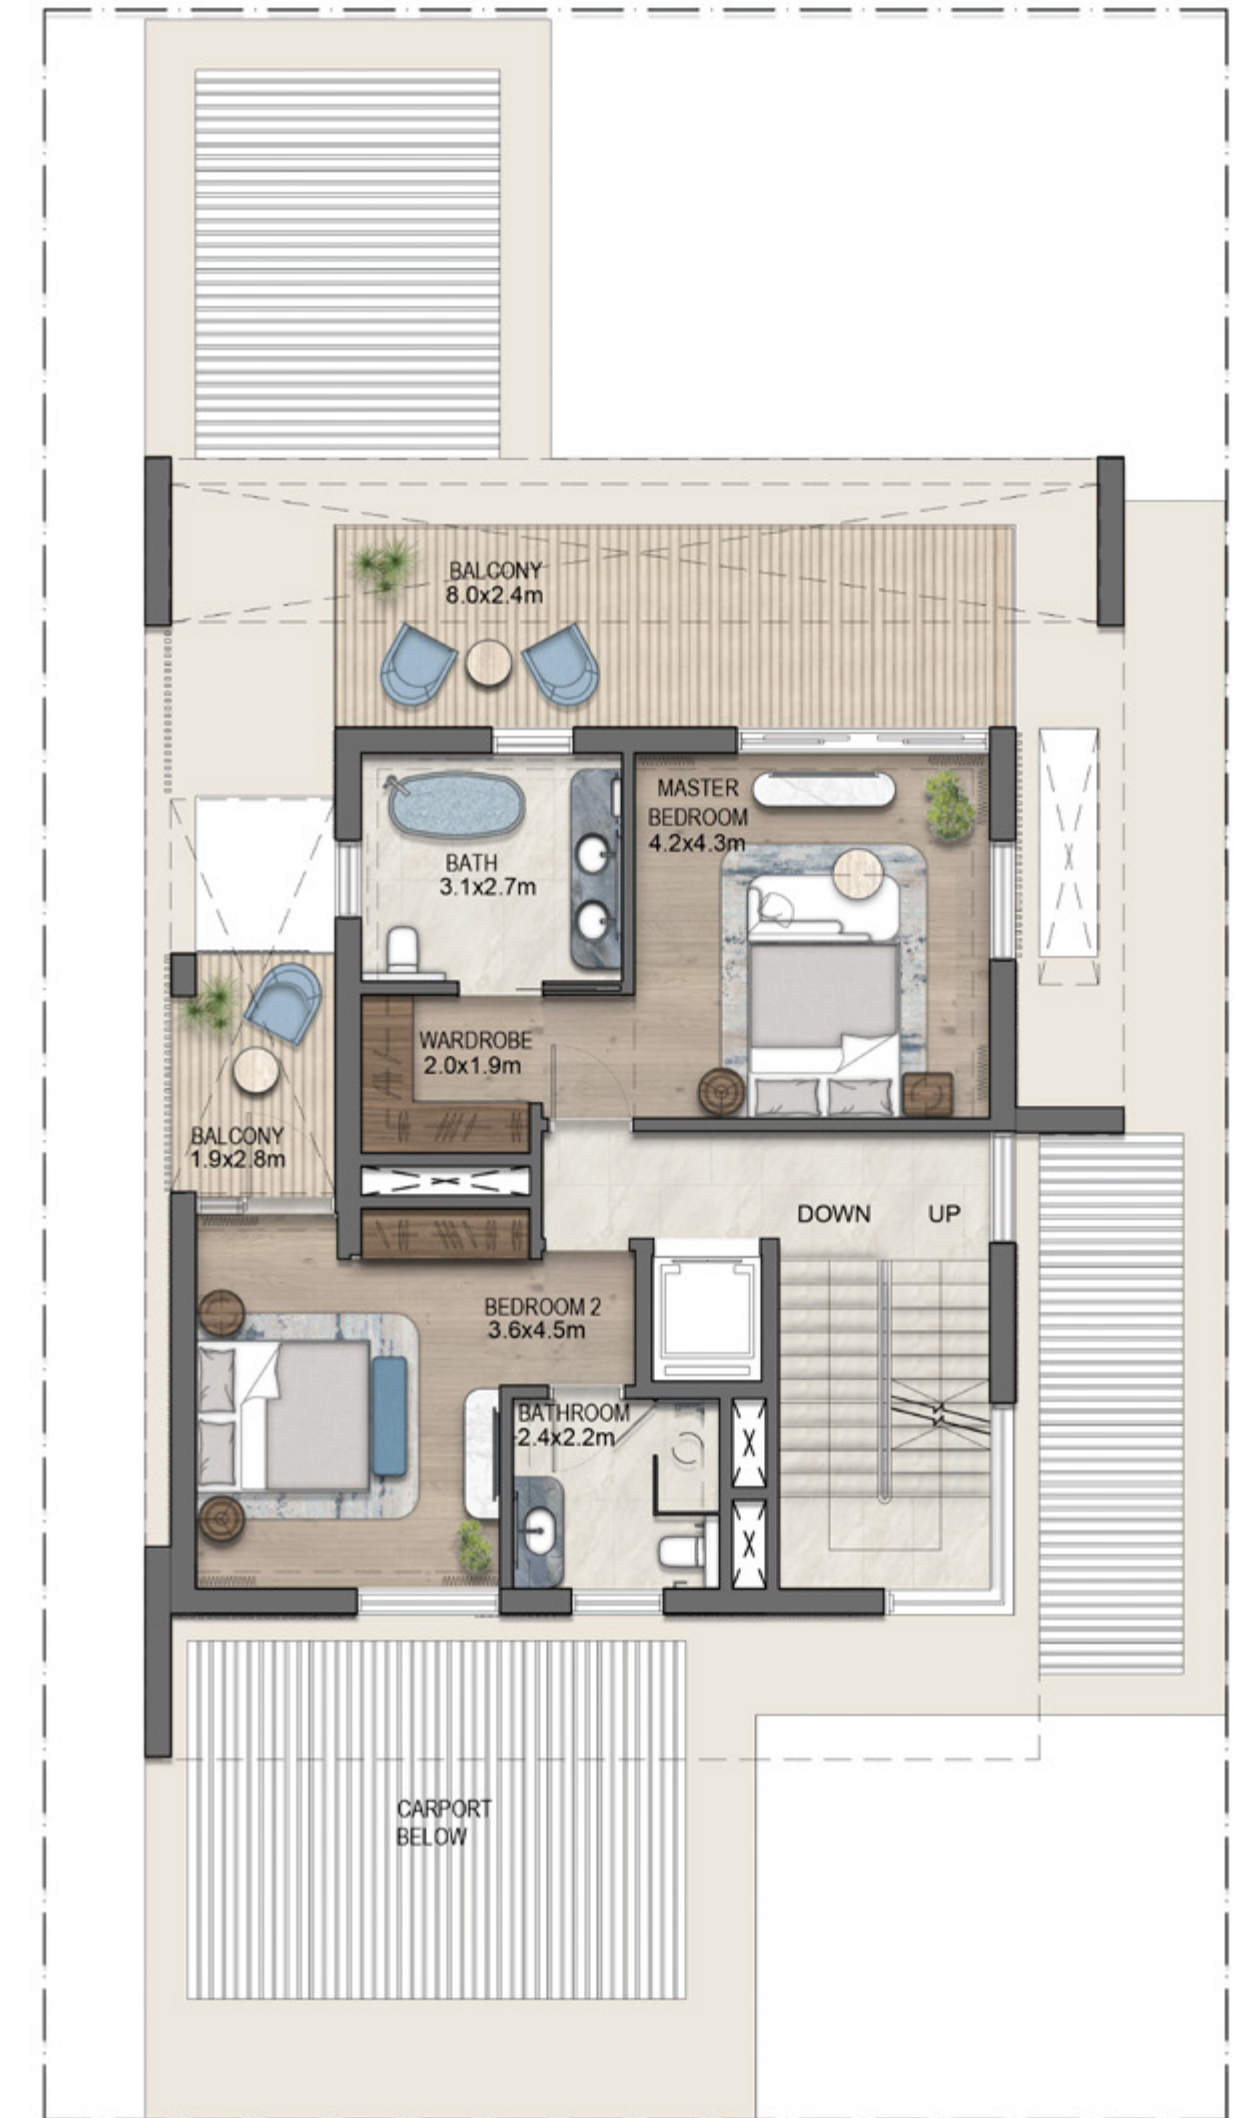 BALCONY
8.0x2.4m
MASTER
BEDROOM
4.2x4.3m
BATH
3.1x2.7m
WARDROBE
2.0x1.9m
BALCONY
1.9x2.8m
DOWN UP
BEDROOM 2
3.6x4.5m
BATHROOM
2.4x2.2m
CARPORT
BELOW